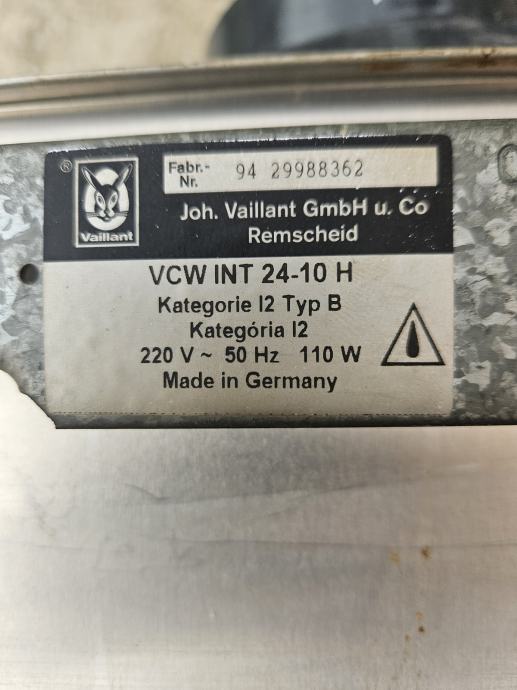 ®
Vaillant
Fabr.-
Nr.
94 29988362
Joh. Vaillant GmbH u. Co
Remscheid
VCW INT 24-10 H
Kategorie I2 Typ B
Kategória I2
220 V ~ 50 Hz 110 W
Made in Germany